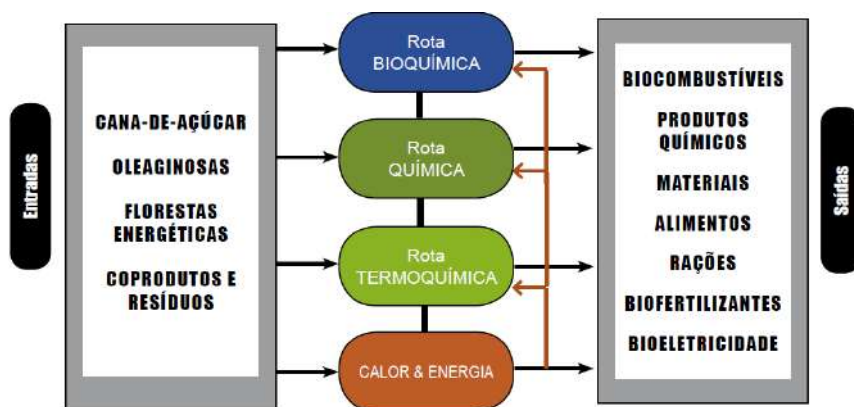 Entradas
CANA-DE-AÇÚCAR
OLEAGINOSAS
FLORESTAS
ENERGÉTICAS
COPRODUTOS E
RESÍDUOS
Rota
BIOQUÍMICA
Rota
QUÍMICA
Rota
TERMOQUÍMICA
CALOR & ENERGIA
BIOCOMBUSTÍVEIS
PRODUTOS
QUÍMICOS
MATERIAIS
ALIMENTOS
RAÇÕES
BIOFERTILIZANTES
BIOELETRICIDADE
Saídas